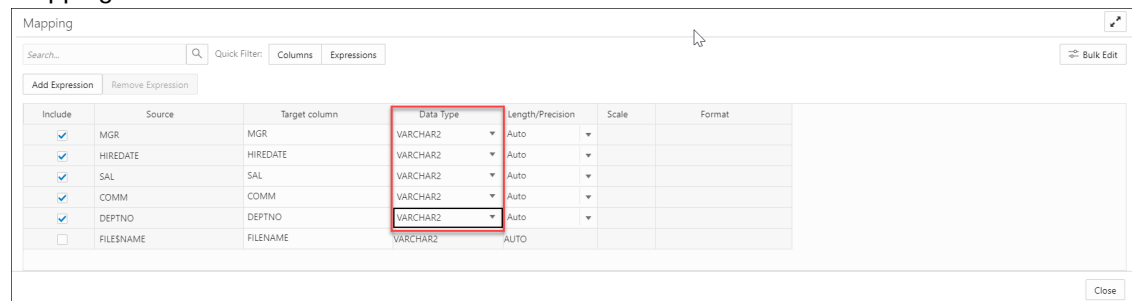 Mapping
Search...
Quick Filter: Columns Expressions
Bulk Edit
Add Expression Remove Expression
Include Source Target column Data Type Length/Precision Scale Format
MGR MGR VARCHAR2 Auto
HIREDATE HIREDATE VARCHAR2 Auto
SAL SAL VARCHAR2 Auto
COMM COMM VARCHAR2 Auto
DEPTNO DEPTNO VARCHAR2 Auto
FILE$NAME FILENAME VARCHAR2 AUTO
Close